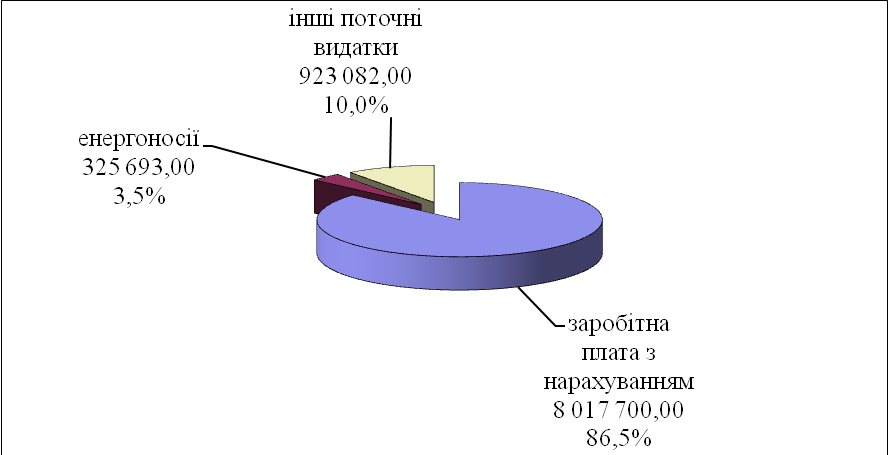 інші поточні
видатки
923 082,00
10,0%
енергоносії
325 693,00
3,5%
заробітна
плата з
нарахуванням
8 017 700,00
86,5%